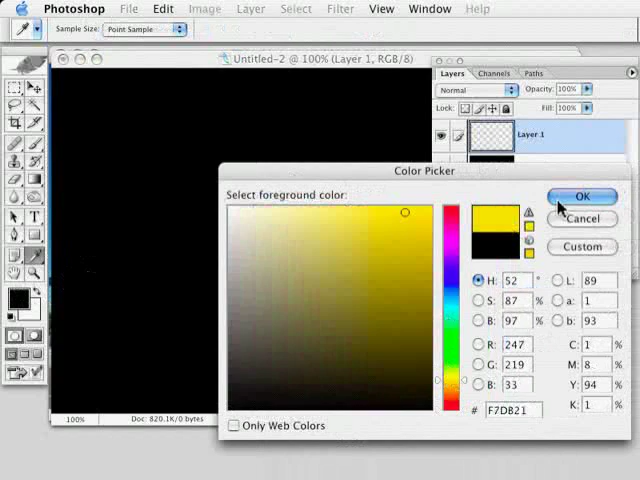 Photoshop File Edit Image Layer Select Filter View Window Help
Sample Size: Point Sample
Untitled-2 @ 100% (Layer 1, RGB/8)
Layers Channels Paths
Normal Opacity: 100%
Lock: Fill: 100%
Layer 1
Color Picker
Select foreground color:
OK
Cancel
Custom
H: 52 ° L: 89
S: 87 % a: 1
B: 97 % b: 93
R: 247 C: 1 %
G: 219 M: 8 %
B: 33 Y: 94 %
# F7DB21 K: 1 %
Only Web Colors
100% Doc: 820.1K/0 bytes
T